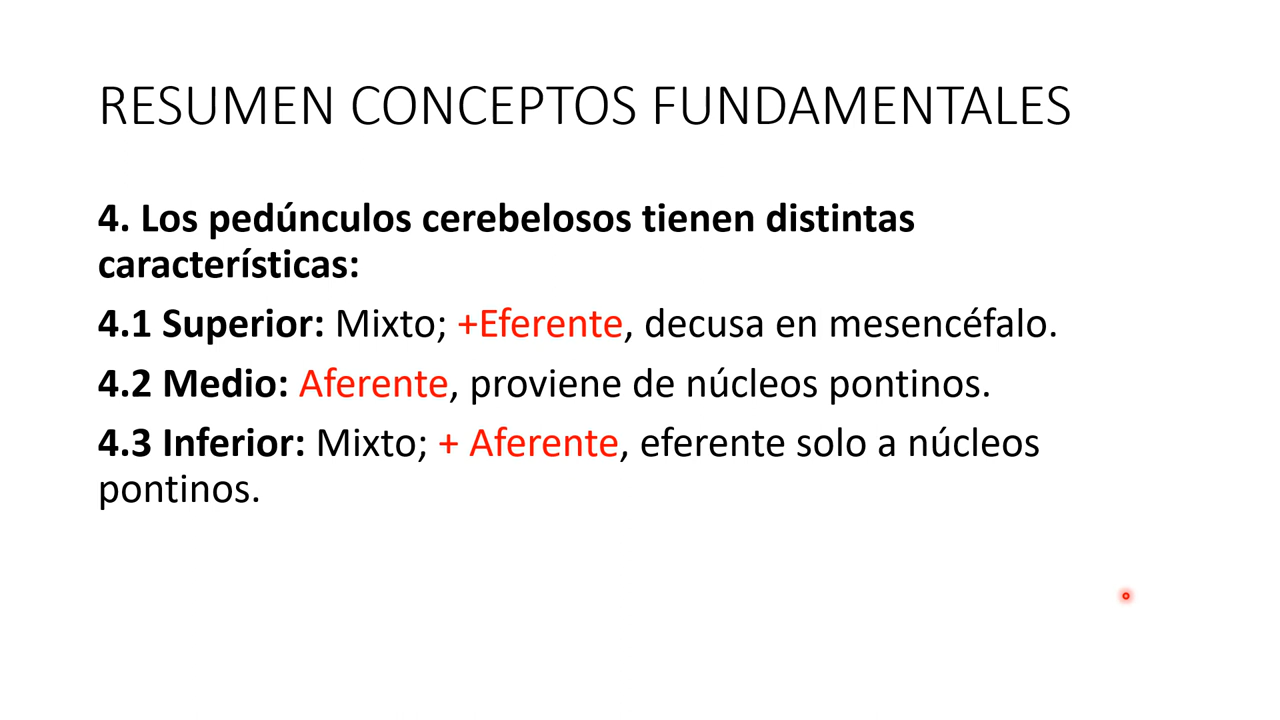 RESUMEN CONCEPTOS FUNDAMENTALES
4. Los pedúnculos cerebelosos tienen distintas
características:
4.1 Superior: Mixto; +Eferente, decusa en mesencéfalo.
4.2 Medio: Aferente, proviene de núcleos pontinos.
4.3 Inferior: Mixto; + Aferente, eferente solo a núcleos
pontinos.